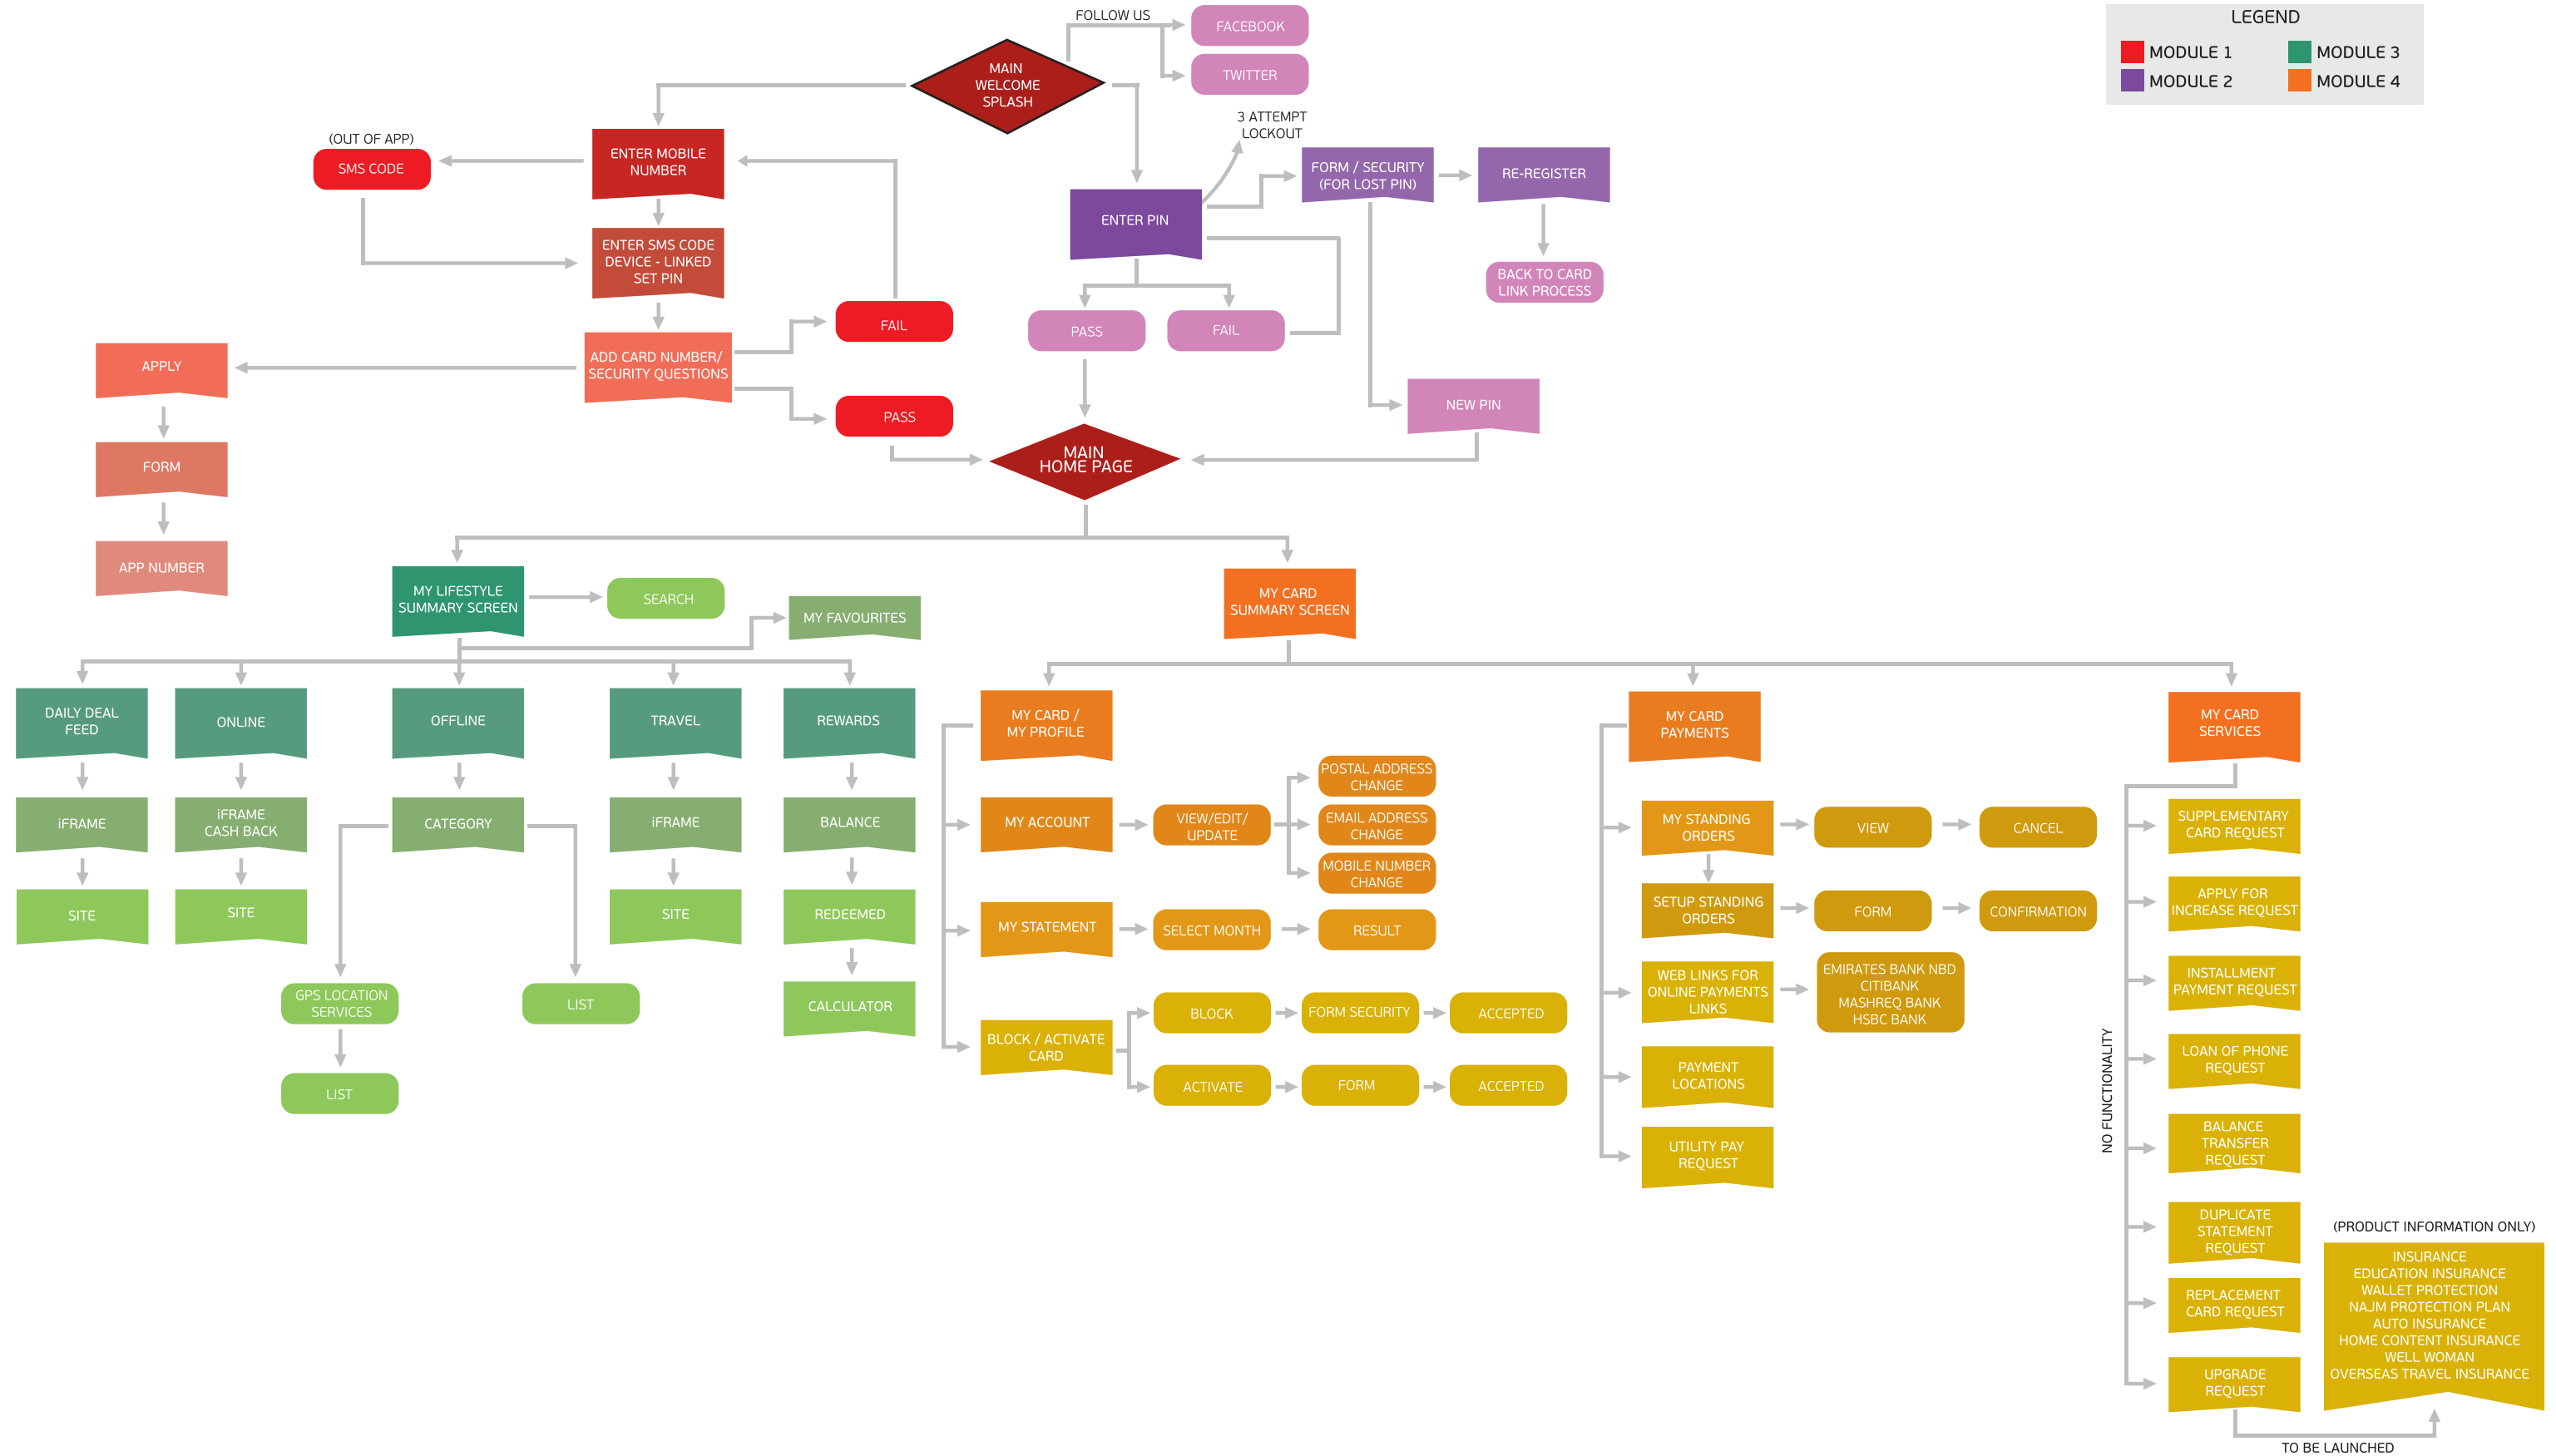 FOLLOW US
FACEBOOK
TWITTER
LEGEND
MODULE 1
MODULE 3
MODULE 2
MODULE 4
MAIN
WELCOME
SPLASH
3 ATTEMPT
LOCKOUT
(OUT OF APP)
SMS CODE
ENTER MOBILE
NUMBER
FORM / SECURITY
(FOR LOST PIN)
RE-REGISTER
ENTER PIN
ENTER SMS CODE
DEVICE - LINKED
SET PIN
BACK TO CARD
LINK PROCESS
FAIL
PASS
FAIL
APPLY
ADD CARD NUMBER/
SECURITY QUESTIONS
PASS
NEW PIN
FORM
MAIN
HOME PAGE
APP NUMBER
MY LIFESTYLE
SUMMARY SCREEN
SEARCH
MY FAVOURITES
MY CARD
SUMMARY SCREEN
DAILY DEAL
FEED
ONLINE
OFFLINE
TRAVEL
REWARDS
MY CARD /
MY PROFILE
MY CARD
PAYMENTS
MY CARD
SERVICES
iFRAME
iFRAME
CASH BACK
CATEGORY
iFRAME
BALANCE
SITE
SITE
SITE
REDEEMED
GPS LOCATION
SERVICES
LIST
CALCULATOR
LIST
MY ACCOUNT
VIEW/EDIT/
UPDATE
POSTAL ADDRESS
CHANGE
EMAIL ADDRESS
CHANGE
MOBILE NUMBER
CHANGE
MY STATEMENT
SELECT MONTH
RESULT
BLOCK / ACTIVATE
CARD
BLOCK
FORM SECURITY
ACCEPTED
ACTIVATE
FORM
ACCEPTED
MY STANDING
ORDERS
VIEW
CANCEL
SETUP STANDING
ORDERS
FORM
CONFIRMATION
WEB LINKS FOR
ONLINE PAYMENTS
LINKS
EMIRATES BANK NBD
CITIBANK
MASHREQ BANK
HSBC BANK
PAYMENT
LOCATIONS
UTILITY PAY
REQUEST
NO FUNCTIONALITY
SUPPLEMENTARY
CARD REQUEST
APPLY FOR
INCREASE REQUEST
INSTALLMENT
PAYMENT REQUEST
LOAN OF PHONE
REQUEST
BALANCE
TRANSFER
REQUEST
DUPLICATE
STATEMENT
REQUEST
REPLACEMENT
CARD REQUEST
UPGRADE
REQUEST
(PRODUCT INFORMATION ONLY)
INSURANCE
EDUCATION INSURANCE
WALLET PROTECTION
NAJM PROTECTION PLAN
AUTO INSURANCE
HOME CONTENT INSURANCE
WELL WOMAN
OVERSEAS TRAVEL INSURANCE
TO BE LAUNCHED